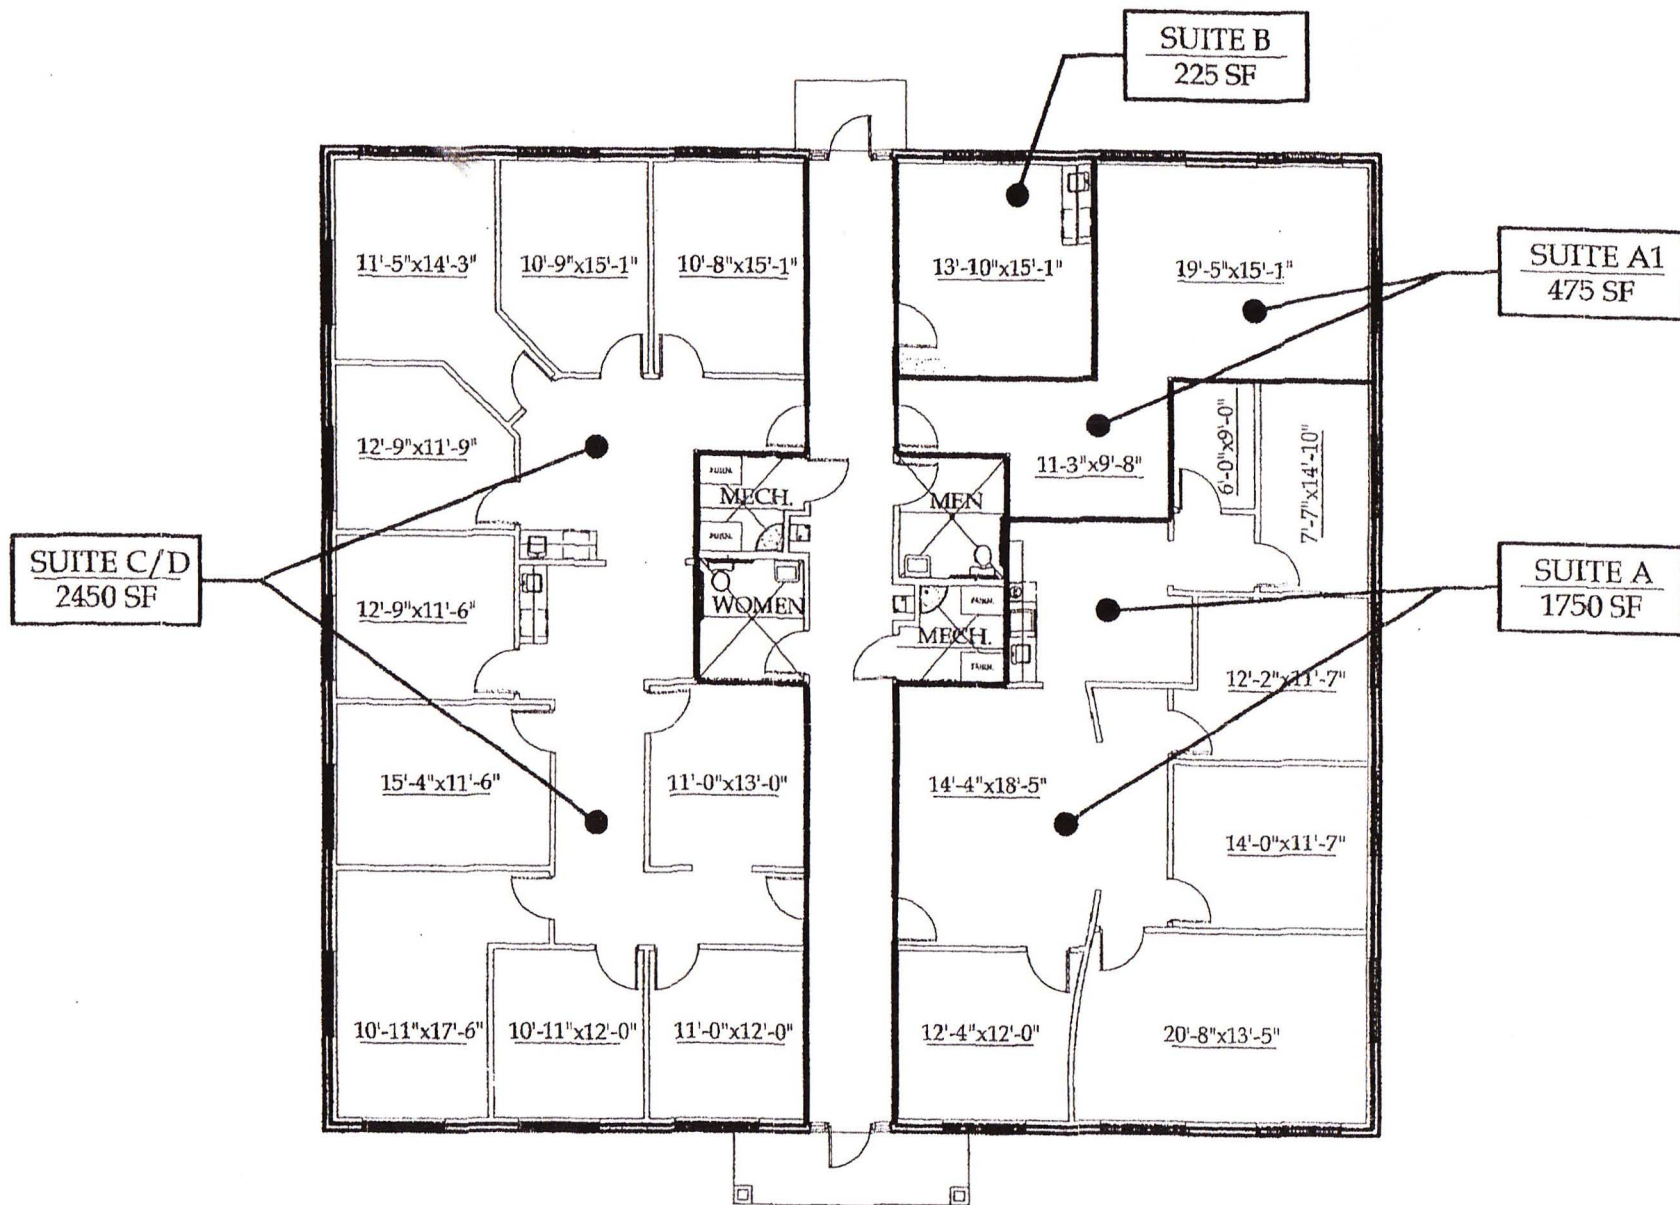 SUITE B
225 SF
SUITE A1
475 SF
11'-5"x14'-3"
10'-9"x15'-1"
10'-8"x15'-1"
13'-10"x15'-1"
19'-5"x15'-1"
12'-9"x11'-9"
11-3"x9'-8"
6'-0"x9'-0"
7'-7"x14'-10"
FURN.
MECH.
FURN.
MEN
SUITE C/D
2450 SF
SUITE A
1750 SF
12'-9"x11'-6"
WOMEN
FURN.
MECH.
FURN.
12'-2"x11'-7"
15'-4"x11'-6"
11'-0"x13'-0"
14'-4"x18'-5"
14'-0"x11'-7"
10'-11"x17'-6"
10'-11"x12'-0"
11'-0"x12'-0"
12'-4"x12'-0"
20'-8"x13'-5"